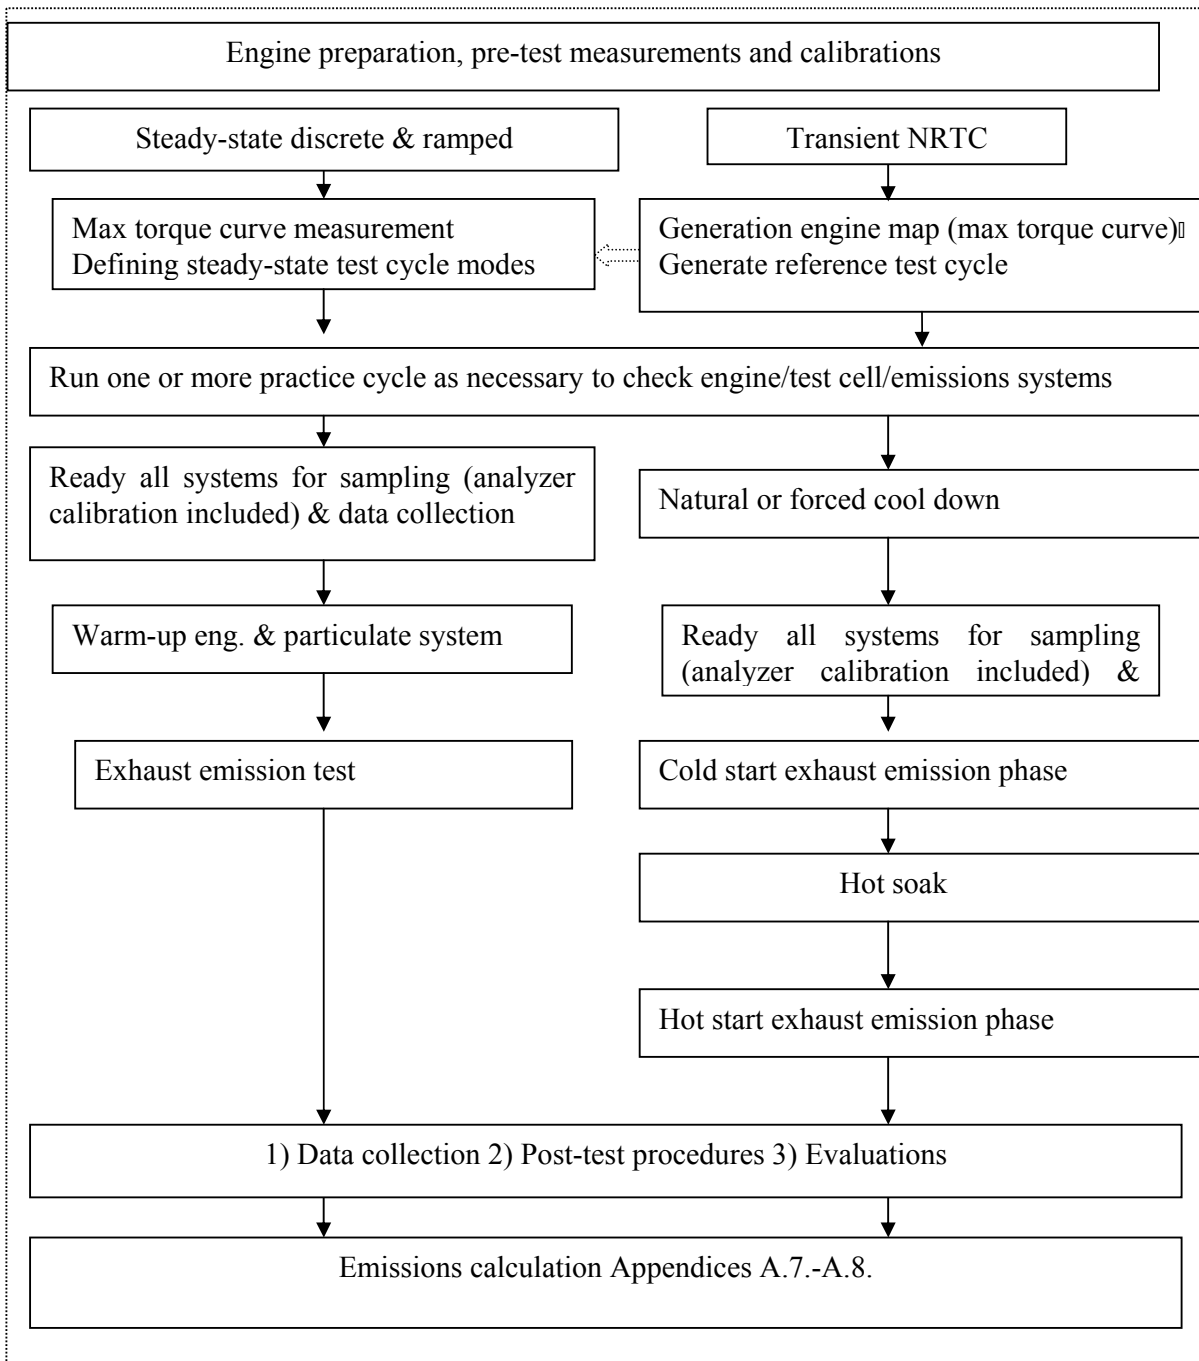 Engine preparation, pre-test measurements and calibrations
Steady-state discrete & ramped
Transient NRTC
Max torque curve measurement
Defining steady-state test cycle modes
Generation engine map (max torque curve)
Generate reference test cycle
Run one or more practice cycle as necessary to check engine/test cell/emissions systems
Ready all systems for sampling (analyzer
calibration included) & data collection
Natural or forced cool down
Warm-up eng. & particulate system
Ready all systems for sampling
(analyzer calibration included) &
Exhaust emission test
Cold start exhaust emission phase
Hot soak
Hot start exhaust emission phase
1) Data collection 2) Post-test procedures 3) Evaluations
Emissions calculation Appendices A.7.-A.8.